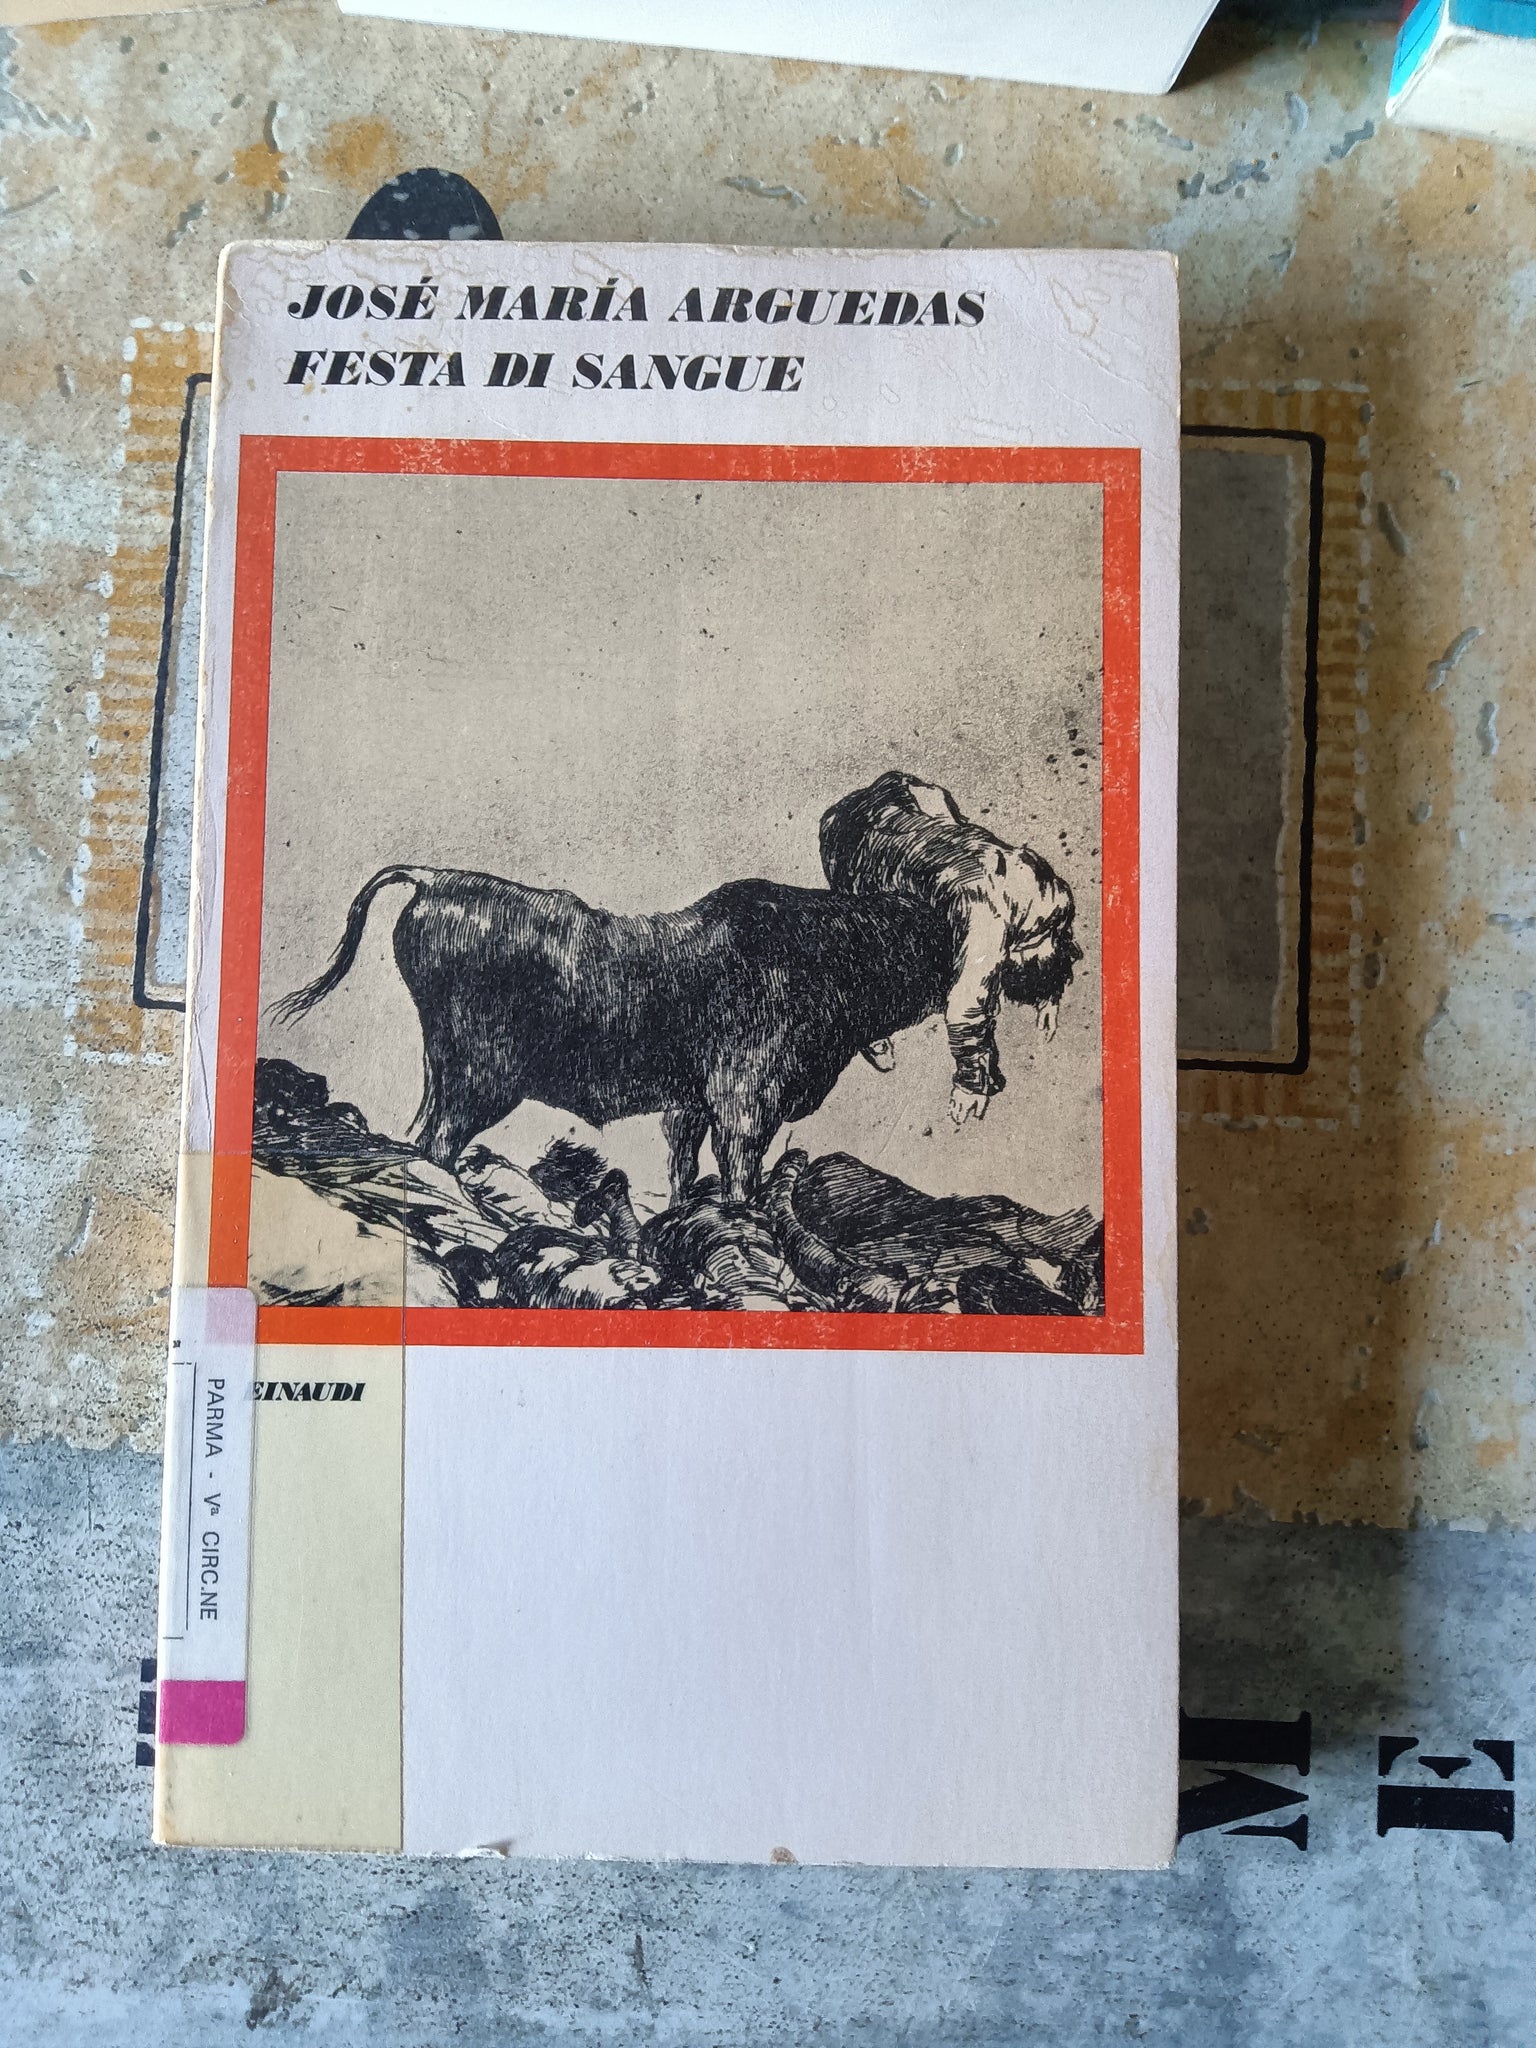 JOSÉ MARÍA ARGUEDAS
FESTA DI SANGUE
EINAUDI
PARMA - Vª CIRC.NE
M E